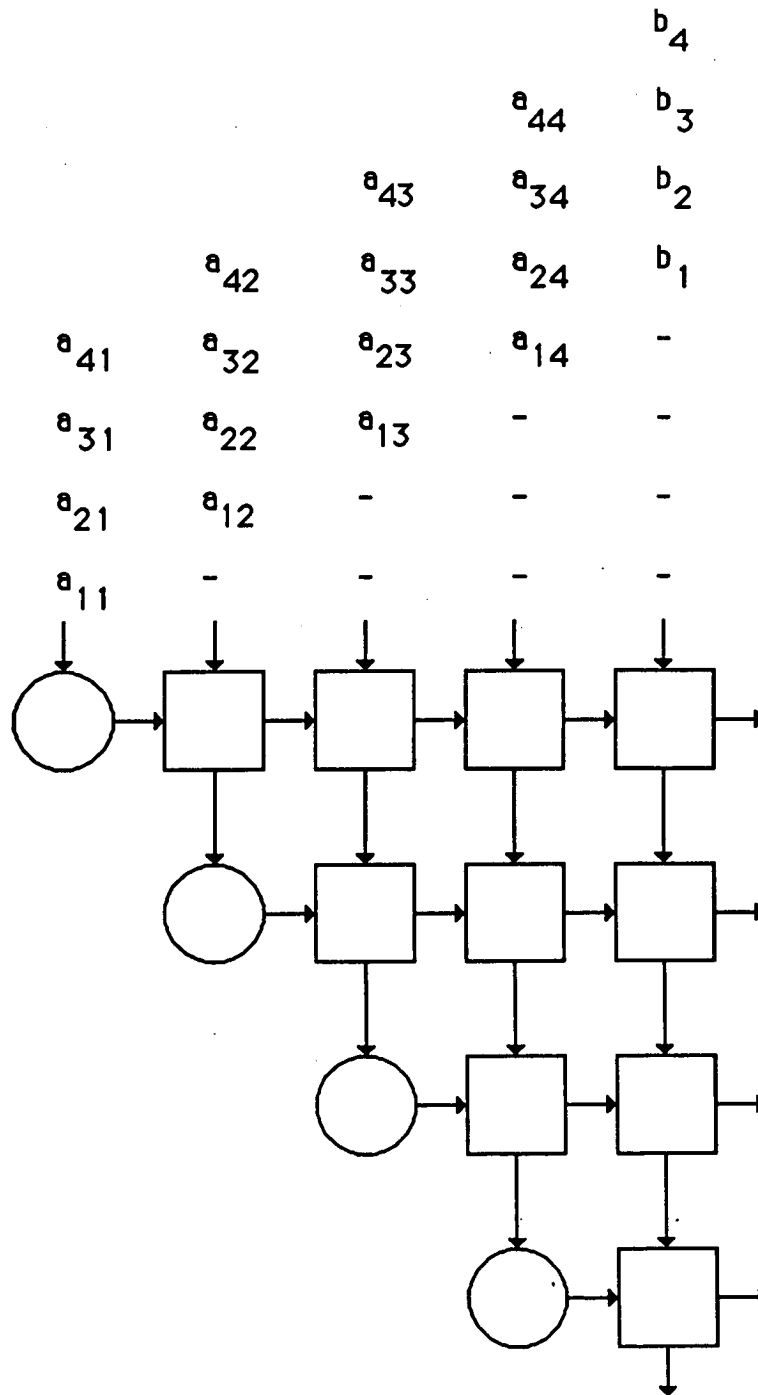 b4
a44 b3
a43 a34 b2
a42 a33 a24 b1
a41 a32 a23 a14 -
a31 a22 a13 - -
a21 a12 - - -
a11 - - - -